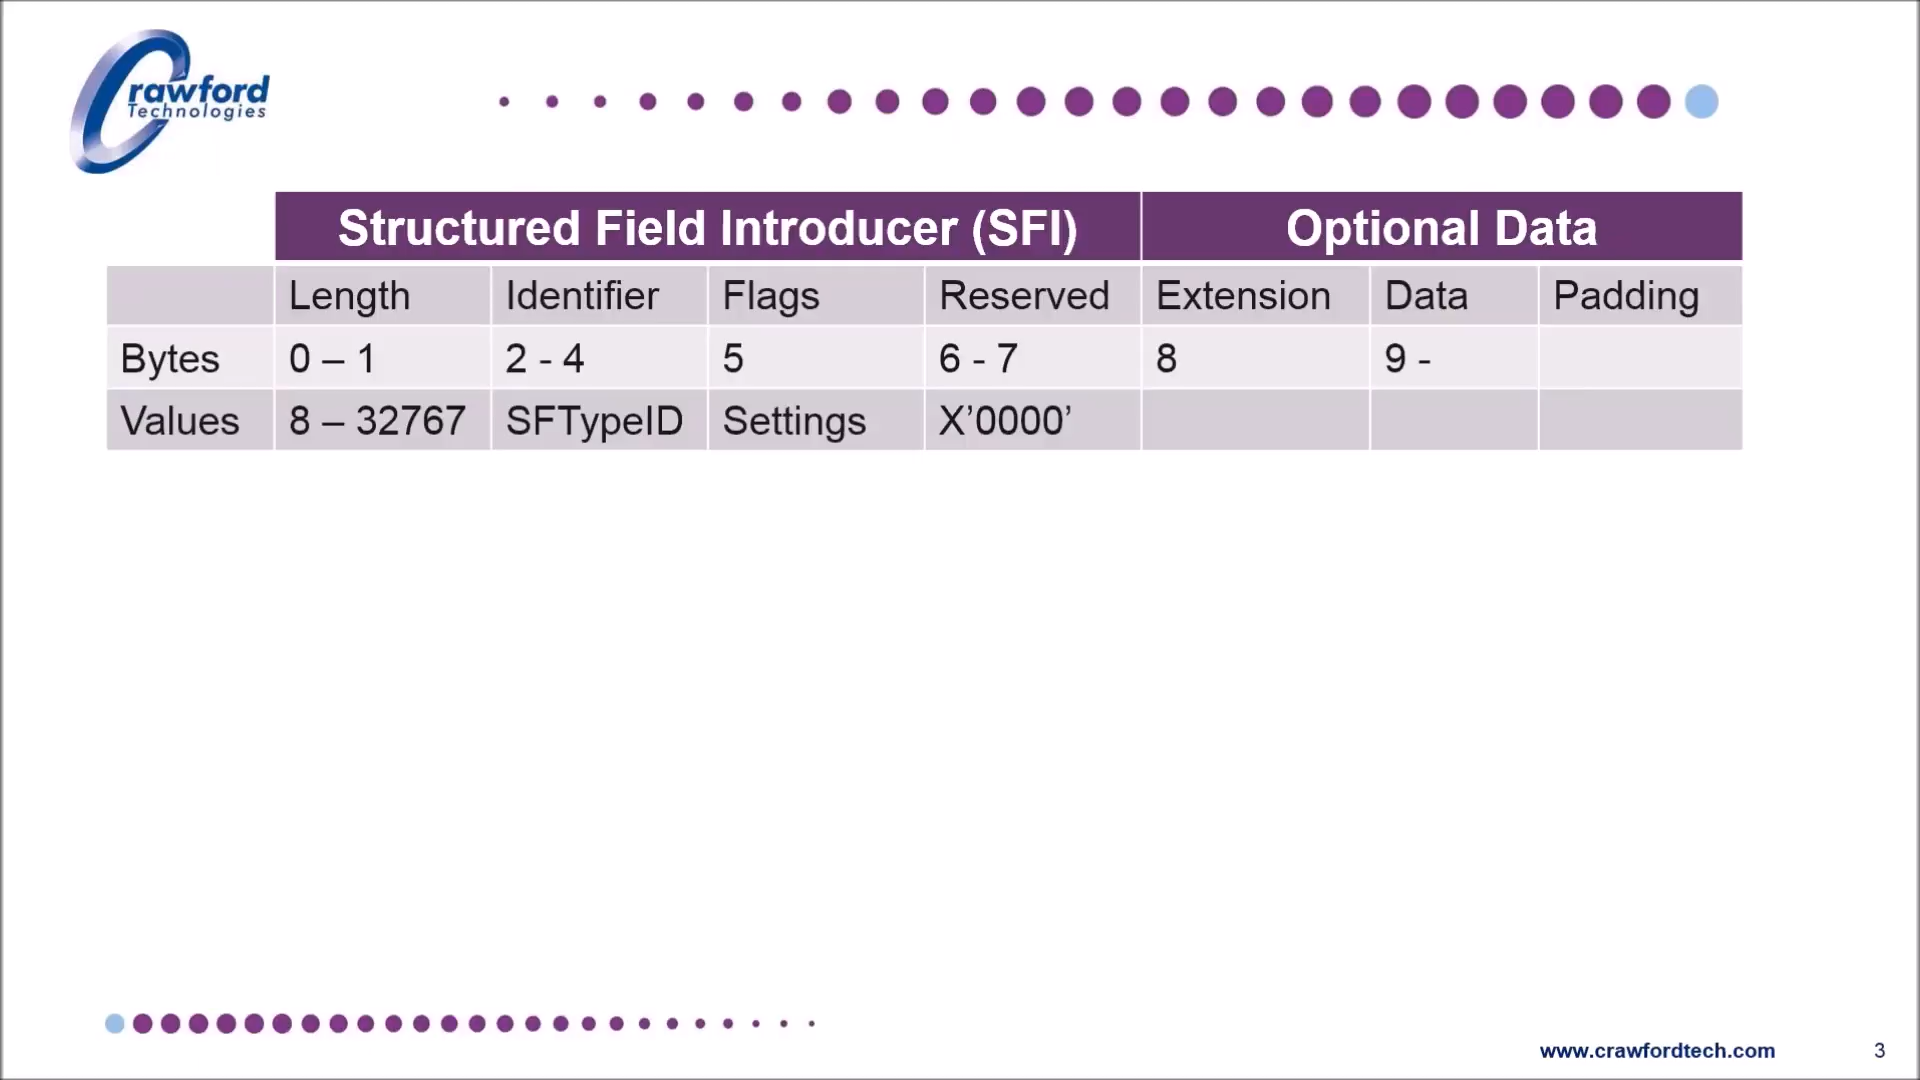 Crawford
Technologies
Structured Field Introducer (SFI) Optional Data
Length Identifier Flags Reserved Extension Data Padding
Bytes 0 – 1 2 - 4 5 6 - 7 8 9 -
Values 8 – 32767 SFTypeID Settings X’0000’
www.crawfordtech.com 3